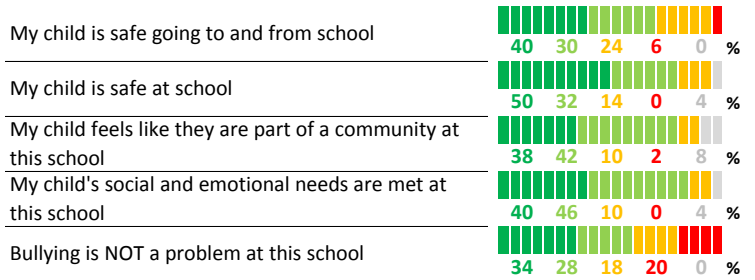 My child is safe going to and from school
40 30 24 6 0 %
My child is safe at school
50 32 14 0 4 %
My child feels like they are part of a community at
this school
38 42 10 2 8 %
My child's social and emotional needs are met at
this school
40 46 10 0 4 %
Bullying is NOT a problem at this school
34 28 18 20 0 %